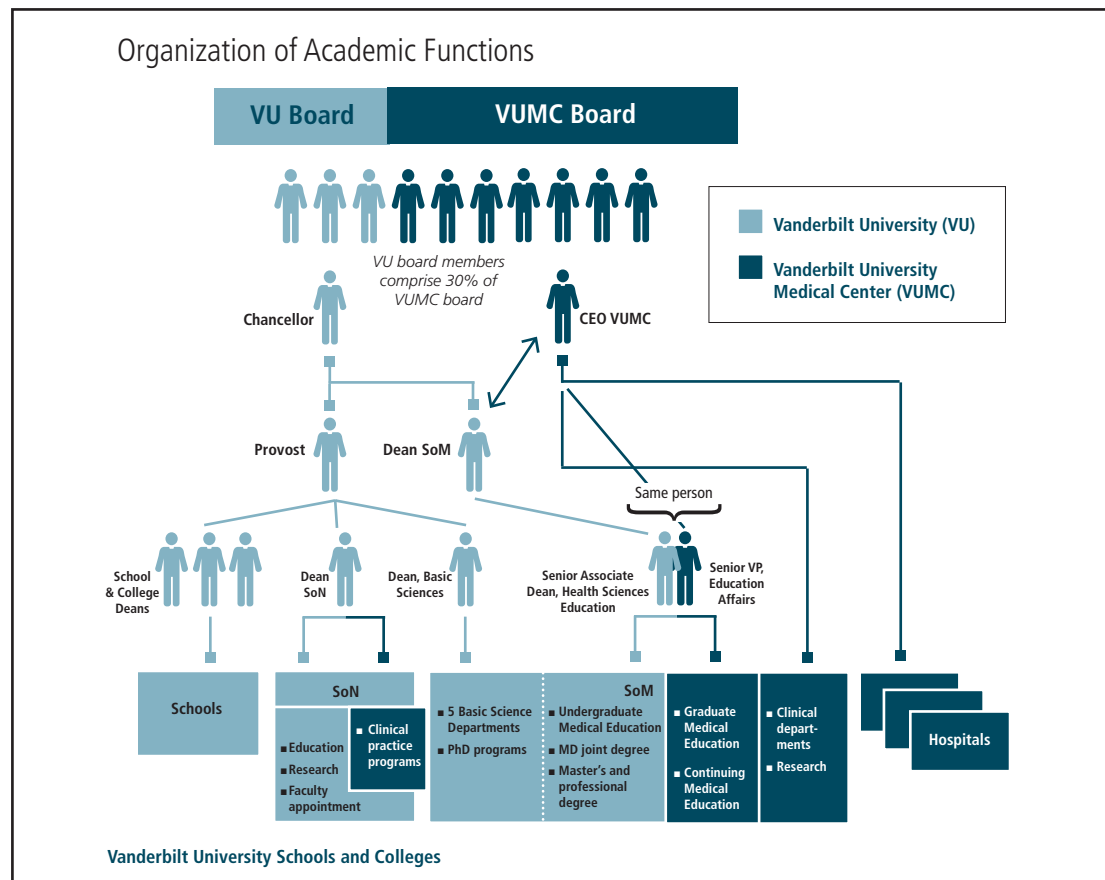 Organization of Academic Functions
VU Board
VUMC Board
VU board members
comprise 30% of
VUMC board
Vanderbilt University (VU)
Vanderbilt University
Medical Center (VUMC)
Chancellor
CEO VUMC
Provost
Dean SoM
Same person
School
& College
Deans
Dean
SoN
Dean, Basic
Sciences
Senior Associate
Dean, Health Sciences
Education
Senior VP,
Education
Affairs
Schools
SoN
■ Education
■ Research
■ Faculty
appointment
■ Clinical
practice
programs
■ 5 Basic Science
Departments
■ PhD programs
SoM
■ Undergraduate
Medical Education
■ MD joint degree
■ Master's and
professional
degree
■ Graduate
Medical
Education
■ Continuing
Medical
Education
■ Clinical
depart-
ments
■ Research
Hospitals
Vanderbilt University Schools and Colleges